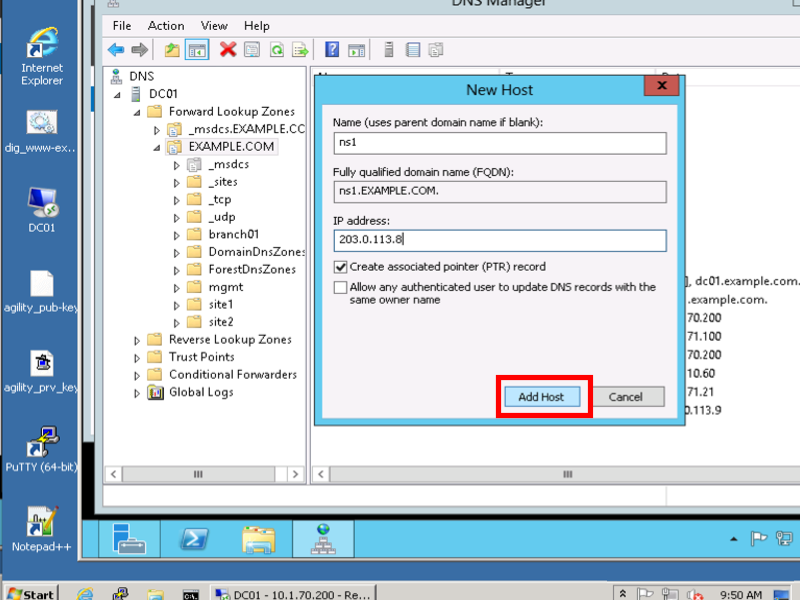 DNS Manager
File Action View Help
Internet
Explorer
dig_www-ex...
DC01
agility_pub-key
agility_prv_key
PuTTY (64-bit)
Notepad++
DNS
DC01
Forward Lookup Zones
_msdcs.EXAMPLE.CC
EXAMPLE.COM
_msdcs
_sites
_tcp
_udp
branch01
DomainDnsZones
ForestDnsZones
mgmt
site1
site2
Reverse Lookup Zones
Trust Points
Conditional Forwarders
Global Logs
New Host
Name (uses parent domain name if blank):
ns1
Fully qualified domain name (FQDN):
ns1.EXAMPLE.COM.
IP address:
203.0.113.8
Create associated pointer (PTR) record
Allow any authenticated user to update DNS records with the
same owner name
Add Host Cancel
], dc01.example.com.
.example.com.
70.200
71.100
70.200
10.60
71.21
0.113.9
Start
DC01 - 10.1.70.200 - Re...
9:50 AM